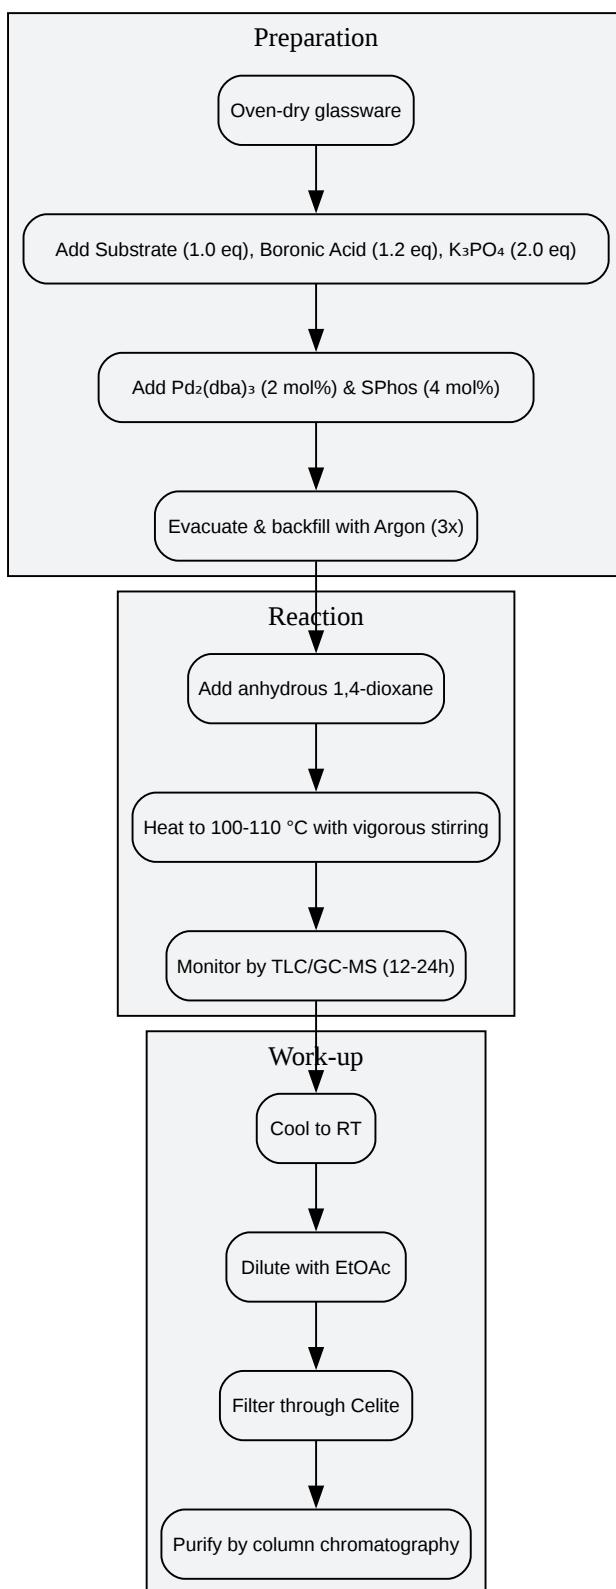 Preparation
Oven-dry glassware
Add Substrate (1.0 eq), Boronic Acid (1.2 eq), K₃PO₄ (2.0 eq)
Add Pd₂(dba)₃ (2 mol%) & SPhos (4 mol%)
Evacuate & backfill with Argon (3x)
Reaction
Add anhydrous 1,4-dioxane
Heat to 100-110 °C with vigorous stirring
Monitor by TLC/GC-MS (12-24h)
Work-up
Cool to RT
Dilute with EtOAc
Filter through Celite
Purify by column chromatography